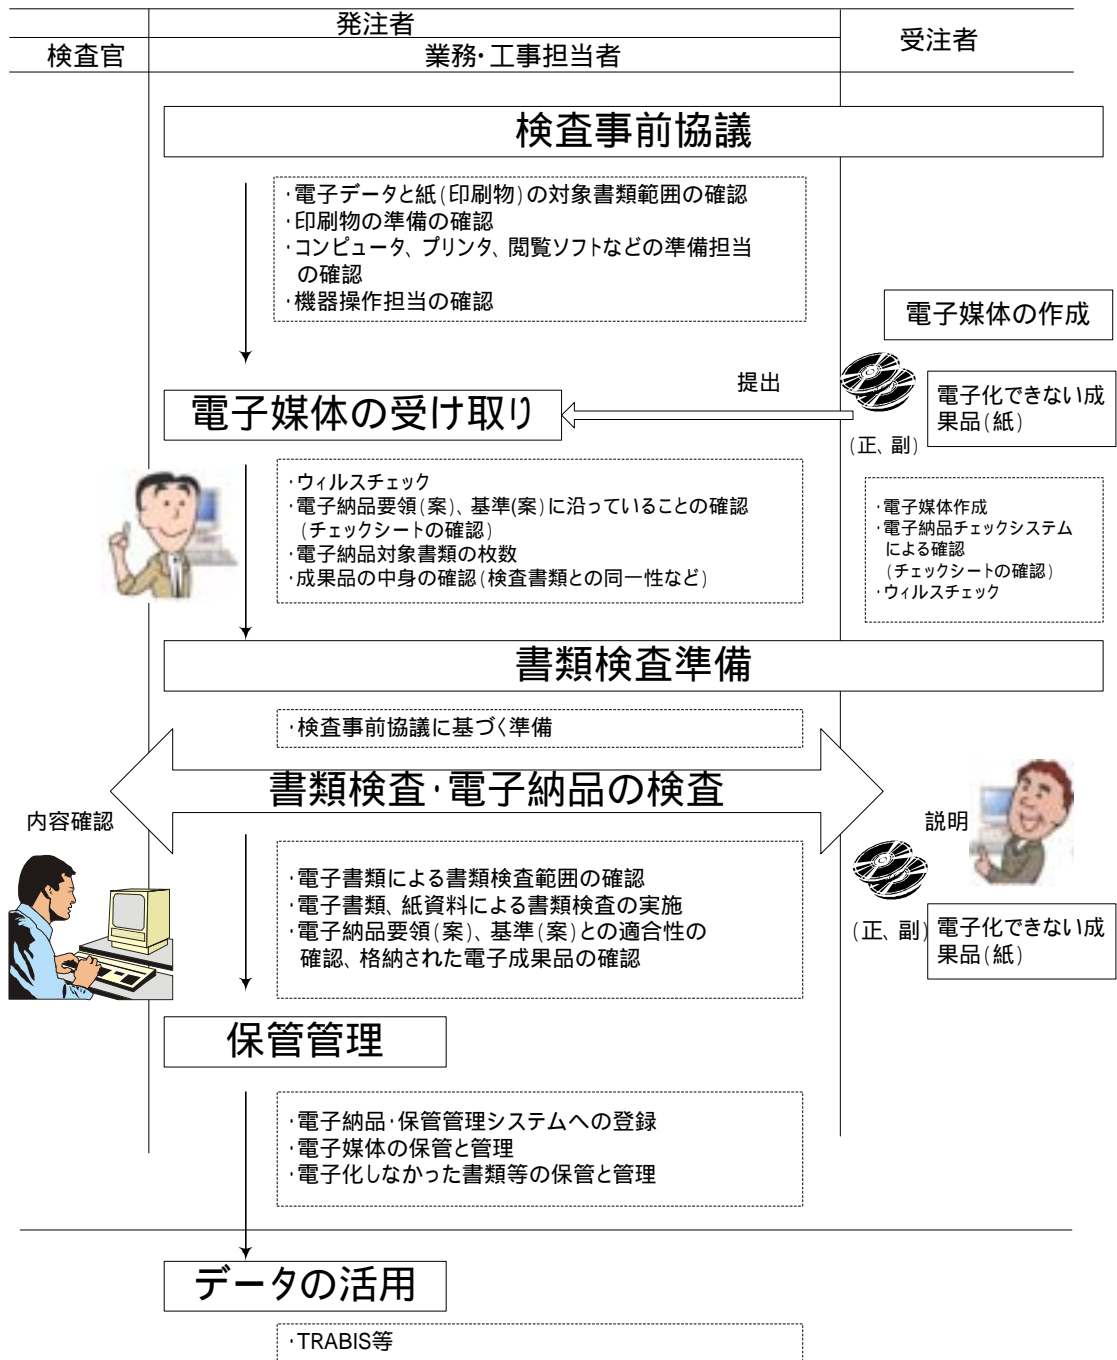 発注者
受注者
検査官
業務・工事担当者
検査事前協議
・電子データと紙(印刷物)の対象書類範囲の確認
・印刷物の準備の確認
・コンピュータ、プリンタ、閲覧ソフトなどの準備担当
の確認
・機器操作担当の確認
電子媒体の作成
提出
電子媒体の受け取り
電子化できない成
果品(紙)
(正、副)
・ウィルスチェック
・電子納品要領(案)、基準(案)に沿っていることの確認
(チェックシートの確認)
・電子納品対象書類の枚数
・成果品の中身の確認(検査書類との同一性など)
・電子媒体作成
・電子納品チェックシステム
による確認
(チェックシートの確認)
・ウィルスチェック
書類検査準備
・検査事前協議に基づく準備
書類検査・電子納品の検査
内容確認
説明
・電子書類による書類検査範囲の確認
・電子書類、紙資料による書類検査の実施
・電子納品要領(案)、基準(案)との適合性の
確認、格納された電子成果品の確認
(正、副)
電子化できない成
果品(紙)
保管管理
・電子納品・保管管理システムへの登録
・電子媒体の保管と管理
・電子化しなかった書類等の保管と管理
データの活用
・TRABIS等